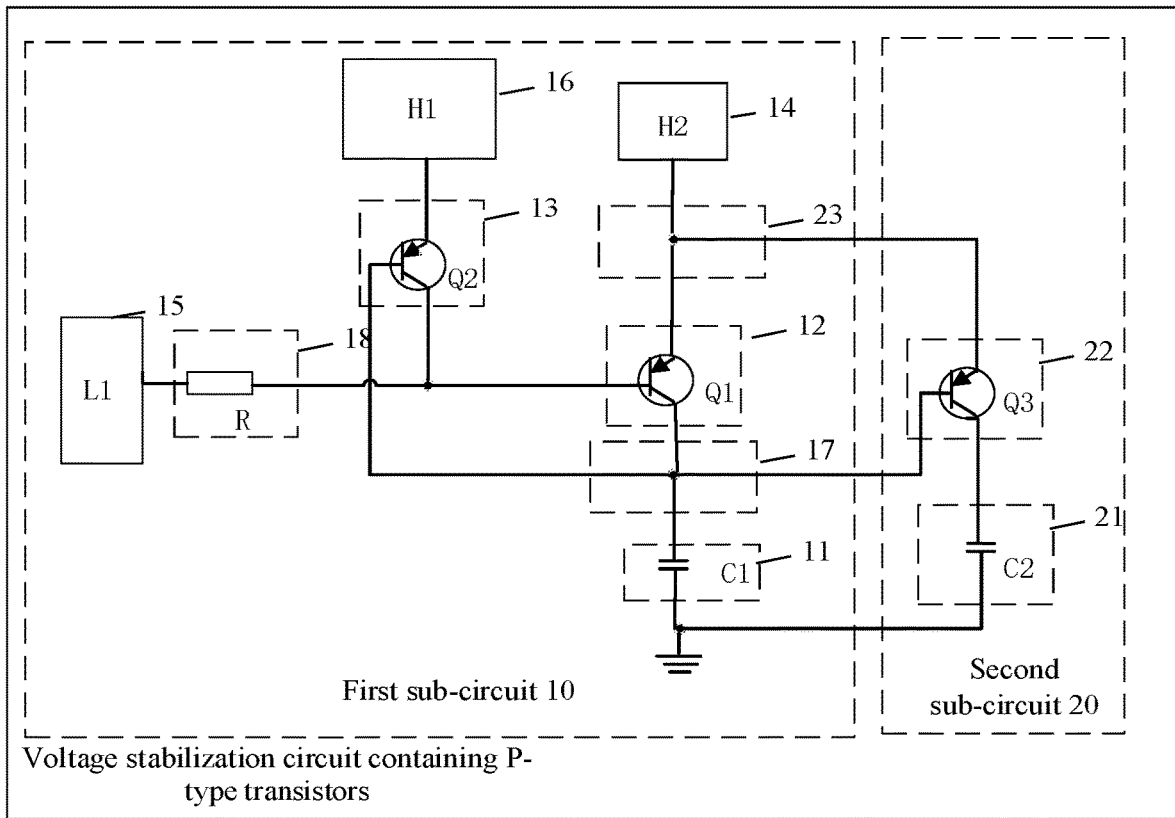 16
H1
14
H2
13
23
Q2
15
18
12
22
L1
R
Q1
Q3
17
11
21
C1
C2
First sub-circuit 10
Second
sub-circuit 20
Voltage stabilization circuit containing P-
type transistors